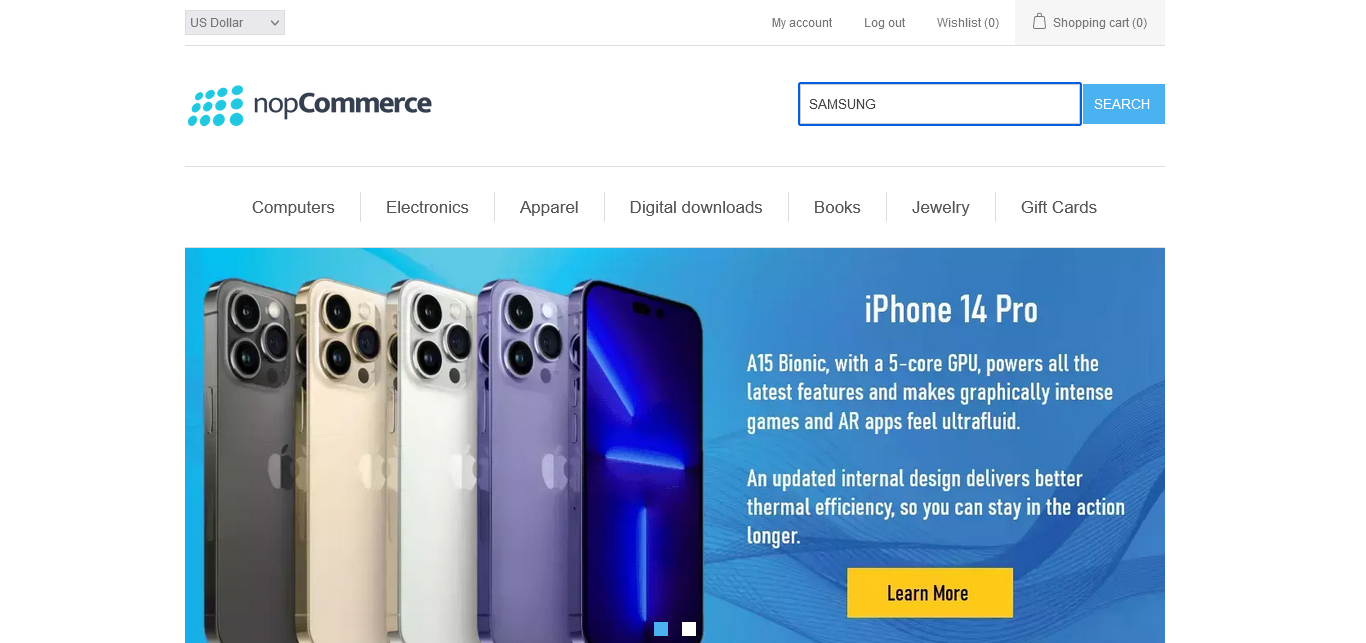 US Dollar
My account
Log out
Wishlist (0)
Shopping cart (0)
nopCommerce
SAMSUNG
SEARCH
Computers
Electronics
Apparel
Digital downloads
Books
Jewelry
Gift Cards
iPhone 14 Pro
A15 Bionic, with a 5-core GPU, powers all the
latest features and makes graphically intense
games and AR apps feel ultrafluid.
An updated internal design delivers better
thermal efficiency, so you can stay in the action
longer.
Learn More